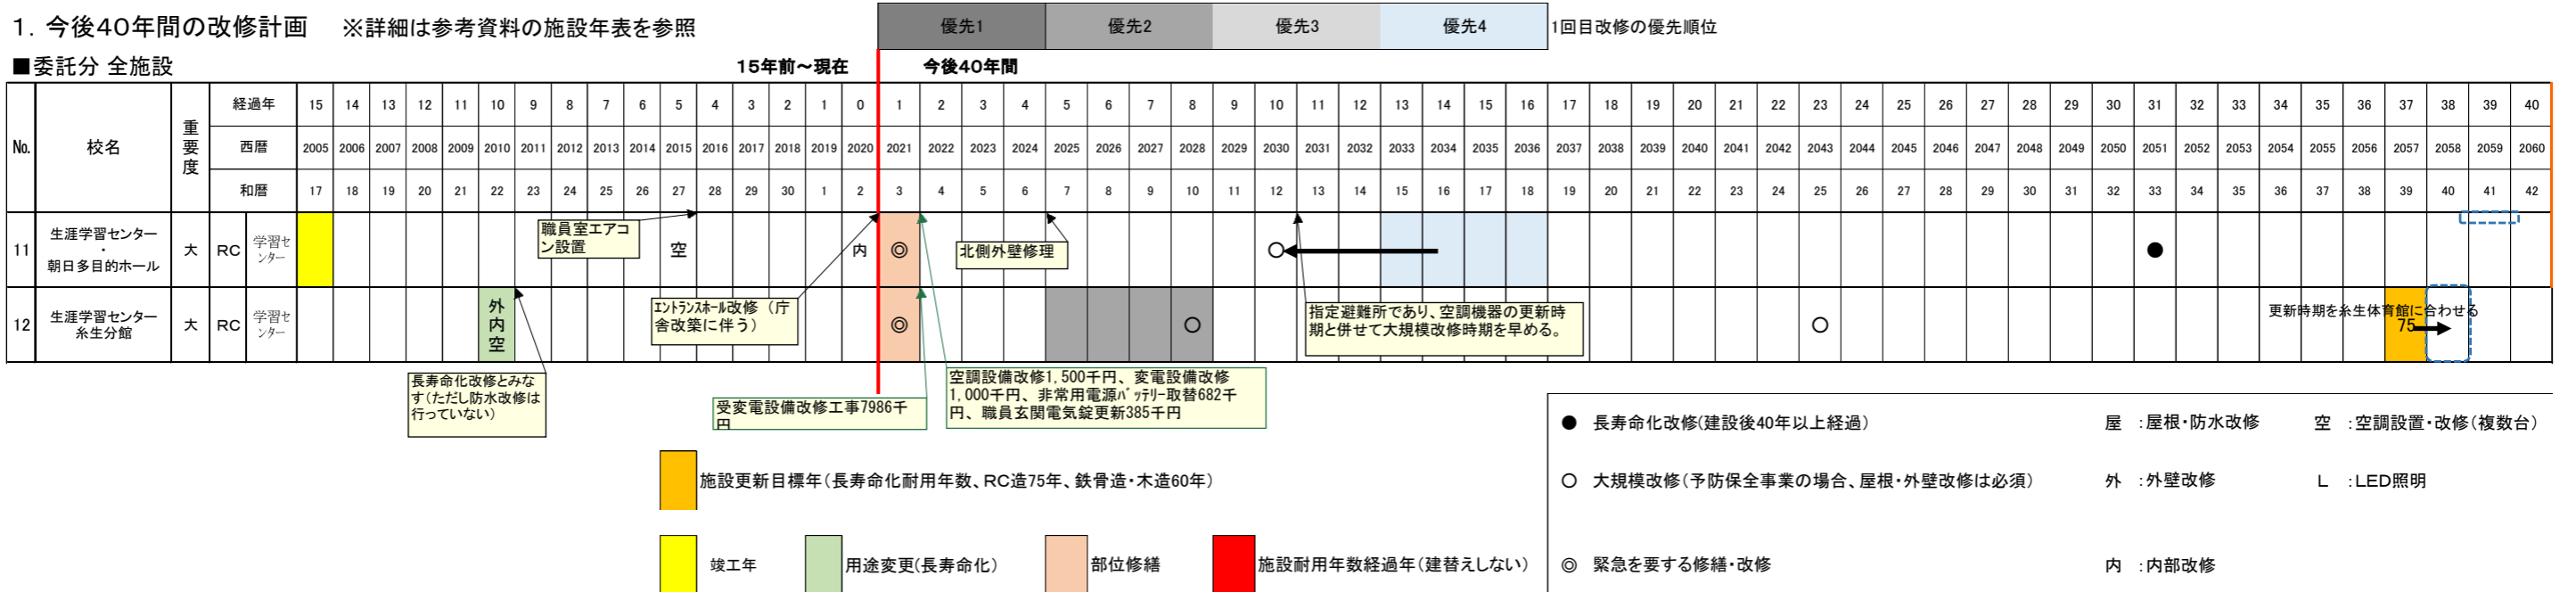 1. 今後40年間の改修計画 ※詳細は参考資料の施設年表を参照
優先1 優先2 優先3 優先4 1回目改修の優先順位
■委託分 全施設 15年前～現在 今後40年間
No. 校名 重要度
経過年 15 14 13 12 11 10 9 8 7 6 5 4 3 2 1 0 1 2 3 4 5 6 7 8 9 10 11 12 13 14 15 16 17 18 19 20 21 22 23 24 25 26 27 28 29 30 31 32 33 34 35 36 37 38 39 40
西暦 2005 2006 2007 2008 2009 2010 2011 2012 2013 2014 2015 2016 2017 2018 2019 2020 2021 2022 2023 2024 2025 2026 2027 2028 2029 2030 2031 2032 2033 2034 2035 2036 2037 2038 2039 2040 2041 2042 2043 2044 2045 2046 2047 2048 2049 2050 2051 2052 2053 2054 2055 2056 2057 2058 2059 2060
和暦 17 18 19 20 21 22 23 24 25 26 27 28 29 30 1 2 3 4 5 6 7 8 9 10 11 12 13 14 15 16 17 18 19 20 21 22 23 24 25 26 27 28 29 30 31 32 33 34 35 36 37 38 39 40 41 42
11
生涯学習センター
・
朝日多目的ホール
大 RC
学習セ
ンター
職員室エアコ
ン設置
空 内 ◎
北側外壁修理
○ ●
12
生涯学習センター
糸生分館
大 RC
学習セ
ンター
外
内
空
エントランスホール改修（庁
舎改築に伴う）
◎ ○
指定避難所であり、空調機器の更新時
期と併せて大規模改修時期を早める。
○
更新時期を糸生体育館に合わせる
75
長寿命化改修とみな
す(ただし防水改修は
行っていない)
受変電設備改修工事7986千
円
空調設備改修1,500千円、変電設備改修
1,000千円、非常用電源バッテリー取替682千
円、職員玄関電気錠更新385千円
● 長寿命化改修(建設後40年以上経過) 屋 :屋根・防水改修 空 :空調設置・改修(複数台)
施設更新目標年(長寿命化耐用年数、RC造75年、鉄骨造・木造60年)
○ 大規模改修(予防保全事業の場合、屋根・外壁改修は必須) 外 :外壁改修 L :LED照明
竣工年 用途変更(長寿命化) 部位修繕 施設耐用年数経過年(建替えしない)
◎ 緊急を要する修繕・改修 内 :内部改修